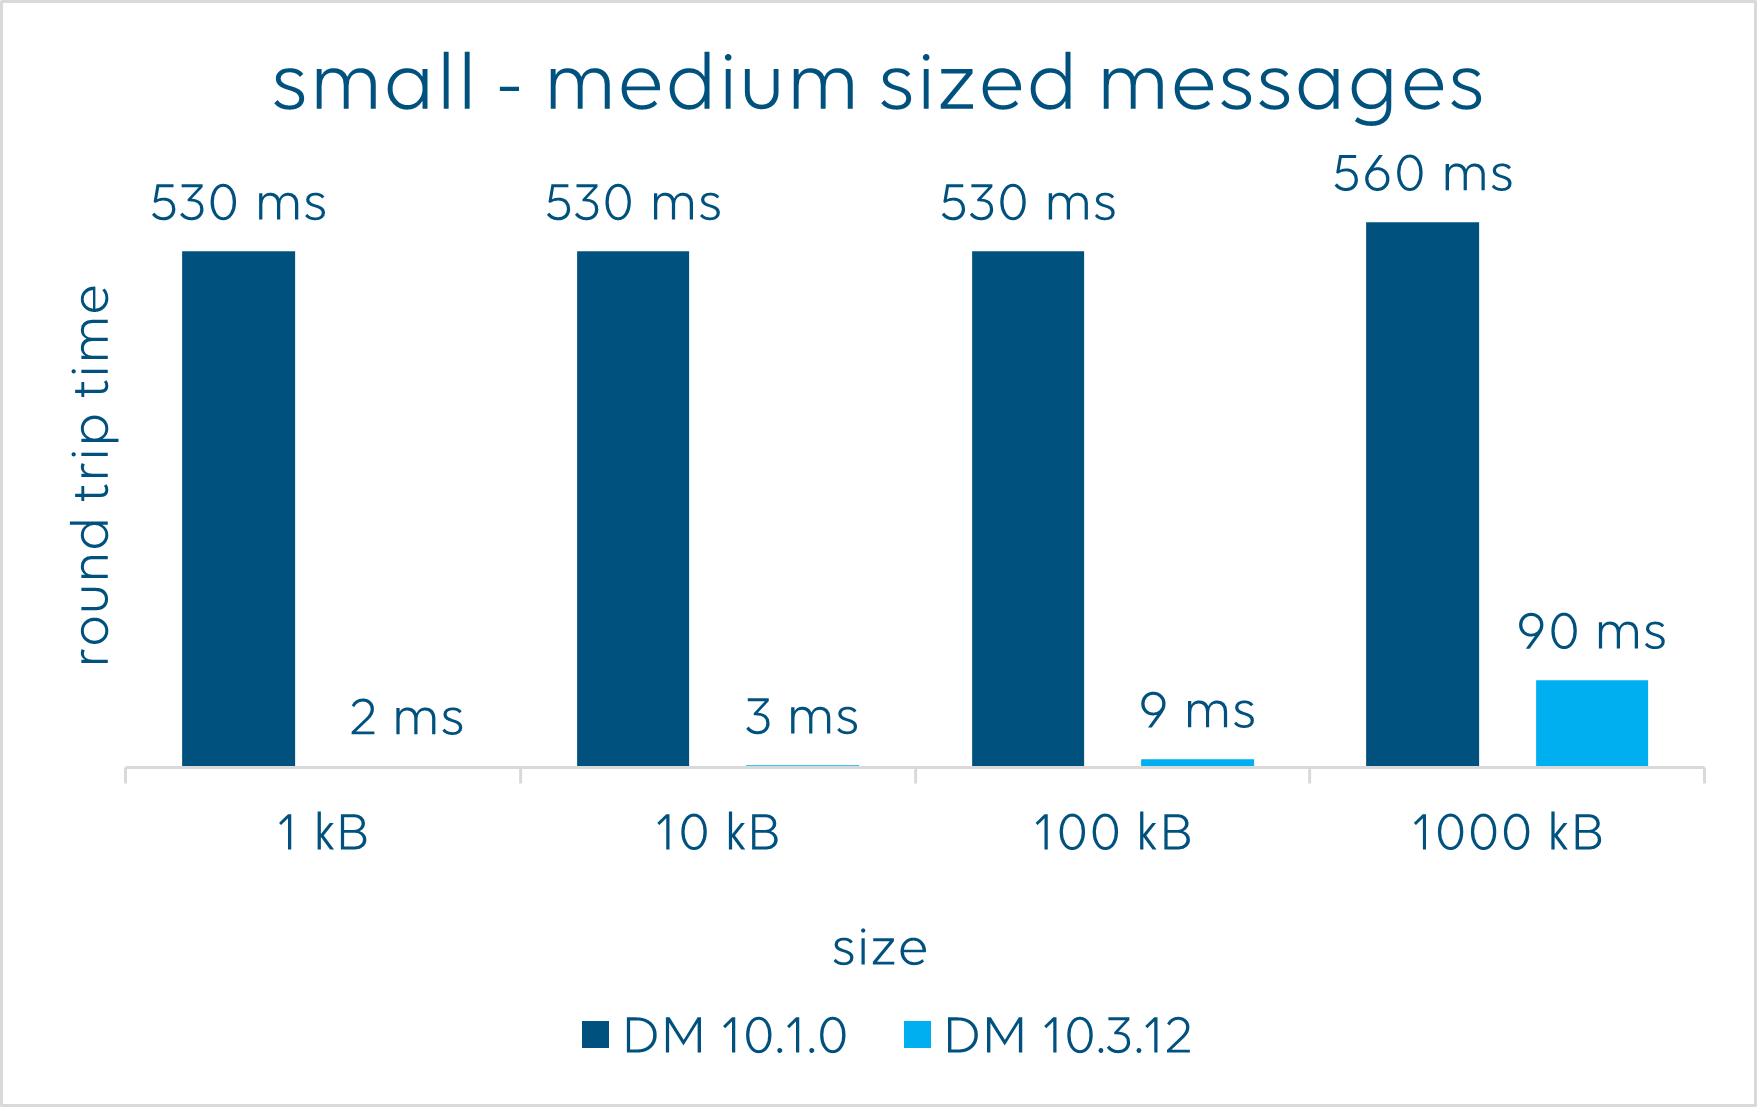 small - medium sized messages
530 ms
530 ms
530 ms
560 ms
2 ms
3 ms
9 ms
90 ms
round trip time
1 kB
10 kB
100 kB
1000 kB
size
DM 10.1.0
DM 10.3.12